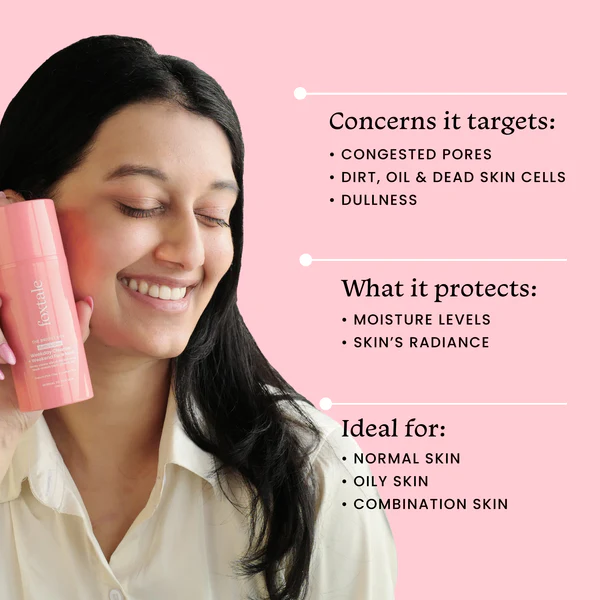 Concerns it targets:
• CONGESTED PORES
• DIRT, OIL & DEAD SKIN CELLS
• DULLNESS
What it protects:
• MOISTURE LEVELS
• SKIN'S RADIANCE
Ideal for:
• NORMAL SKIN
• OILY SKIN
• COMBINATION SKIN
foxtale